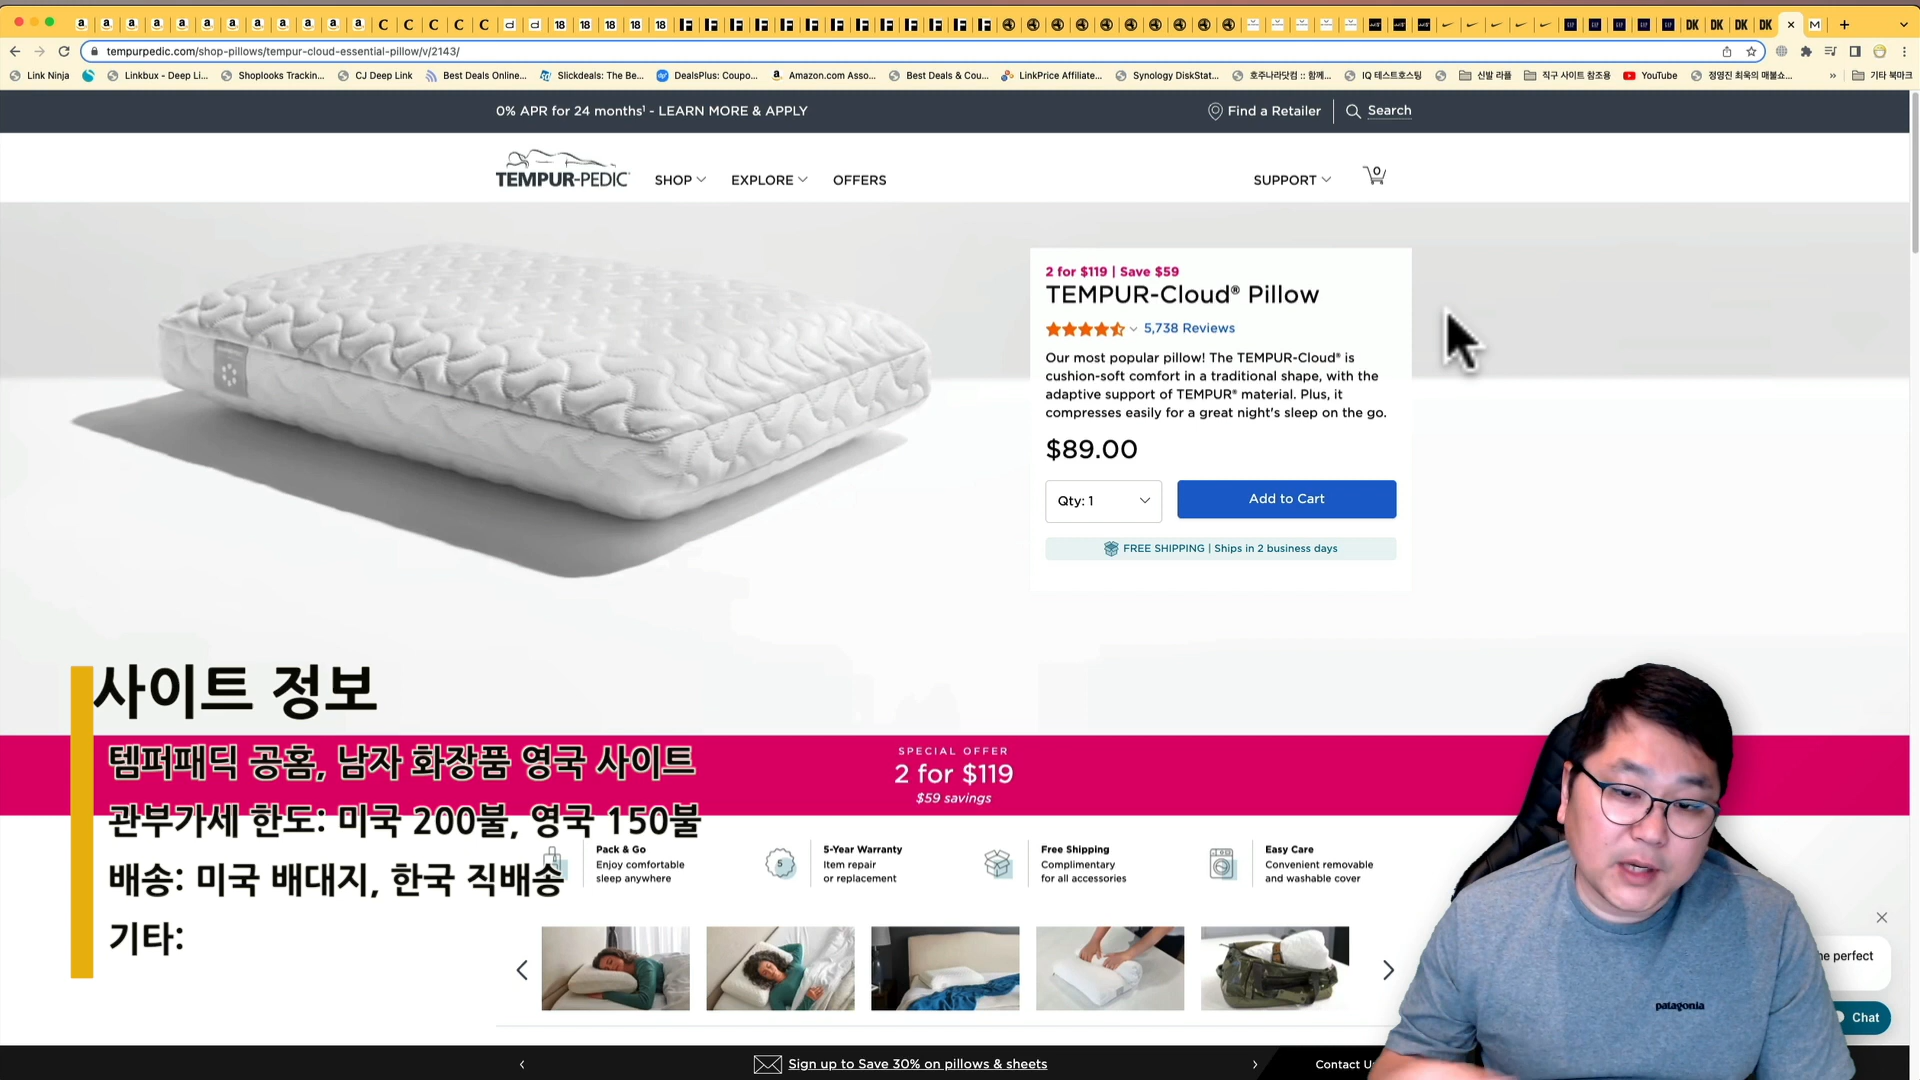 tempurpedic.com/shop-pillows/tempur-cloud-essential-pillow/v/2143/
Link Ninja
Linkbux - Deep Li...
Shoplooks Trackin...
CJ Deep Link
Best Deals Online...
Slickdeals: The Be...
DealsPlus: Coupo...
Amazon.com Asso...
Best Deals & Cou...
LinkPrice Affiliate...
Synology DiskStat...
호주나라닷컴 :: 함께...
IQ 테스트호스팅
신발 라플
직구 사이트 참조용
YouTube
정영진 최욱의 매불쇼...
»
기타 북마크
0% APR for 24 months¹ - LEARN MORE & APPLY
Find a Retailer
Search
TEMPUR-PEDIC
SHOP
EXPLORE
OFFERS
SUPPORT
0
2 for $119 | Save $59
TEMPUR-Cloud® Pillow
5,738 Reviews
Our most popular pillow! The TEMPUR-Cloud® is
cushion-soft comfort in a traditional shape, with the
adaptive support of TEMPUR® material. Plus, it
compresses easily for a great night's sleep on the go.
$89.00
Qty: 1
Add to Cart
FREE SHIPPING | Ships in 2 business days
사이트 정보
템퍼패딕 공홈, 남자 화장품 영국 사이트
관부가세 한도: 미국 200불, 영국 150불
배송: 미국 배대지, 한국 직배송
기타:
SPECIAL OFFER
2 for $119
$59 savings
Pack & Go
Enjoy comfortable
sleep anywhere
5
5-Year Warranty
Item repair
or replacement
Free Shipping
Complimentary
for all accessories
Easy Care
Convenient removable
and washable cover
perfect
patagonia
Chat
Sign up to Save 30% on pillows & sheets
Contact